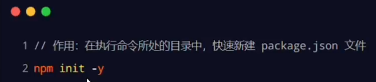 1 // 作用：在执行命令所处的目录中，快速新建 package.json 文件
2 npm init -y